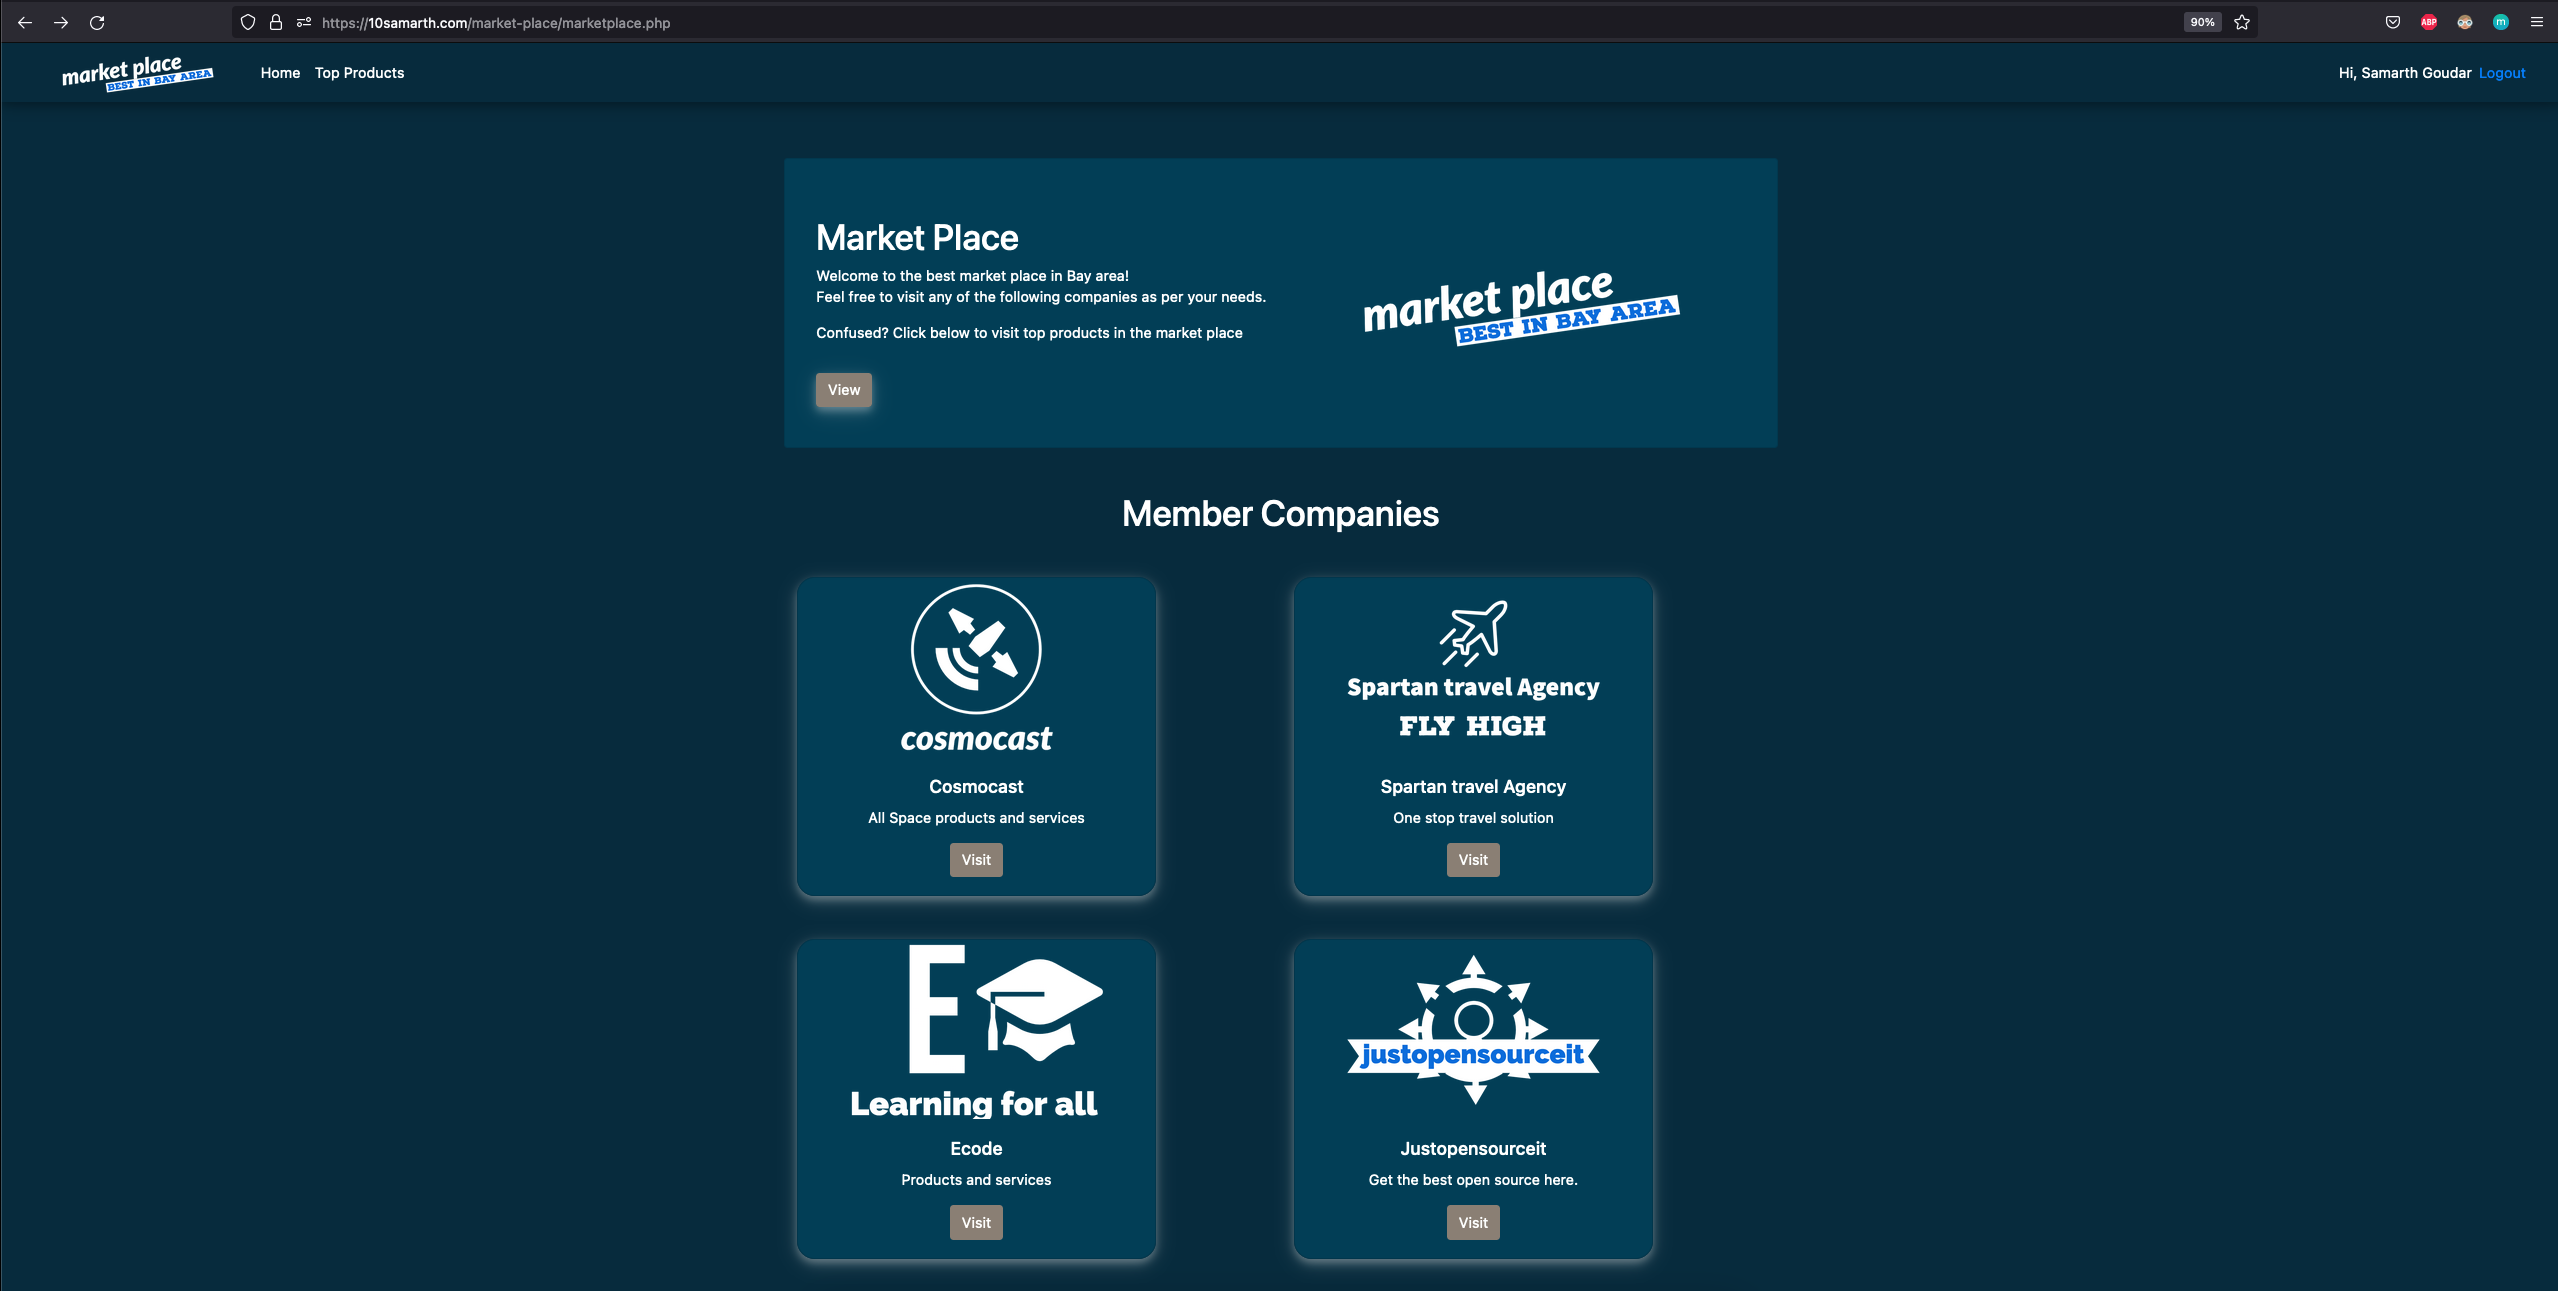 https://10samarth.com/market-place/marketplace.php
90%
ABP
m
market place
BEST IN BAY AREA
Home Top Products
Hi, Samarth Goudar Logout
Market Place
Welcome to the best market place in Bay area!
Feel free to visit any of the following companies as per your needs.
Confused? Click below to visit top products in the market place
View
market place
BEST IN BAY AREA
Member Companies
cosmocast
Cosmocast
All Space products and services
Visit
Spartan travel Agency
FLY HIGH
Spartan travel Agency
One stop travel solution
Visit
E
Learning for all
Ecode
Products and services
Visit
justopensourceit
Justopensourceit
Get the best open source here.
Visit